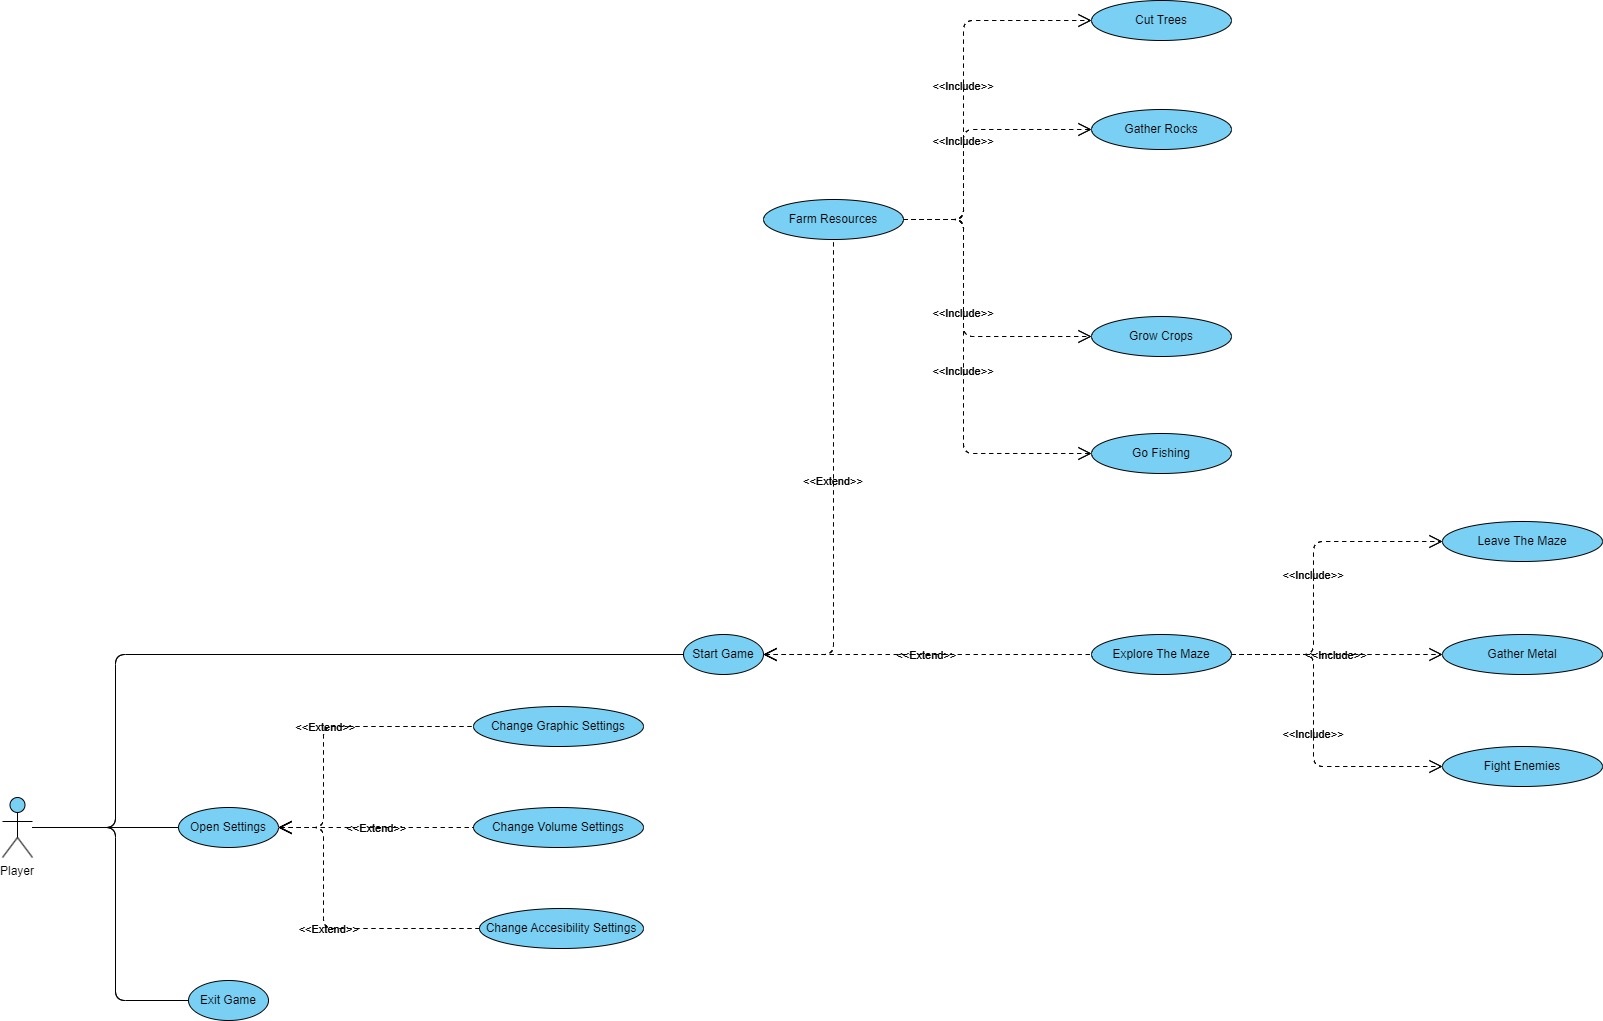 Cut Trees
<<Include>>
Gather Rocks
<<Include>>
Farm Resources
<<Include>>
Grow Crops
<<Include>>
Go Fishing
<<Extend>>
Leave The Maze
<<Include>>
Start Game
<<Extend>>
Explore The Maze
<<Include>>
Gather Metal
<<Include>>
Fight Enemies
<<Extend>>
Change Graphic Settings
Open Settings
<<Extend>>
Change Volume Settings
Player
<<Extend>>
Change Accesibility Settings
Exit Game